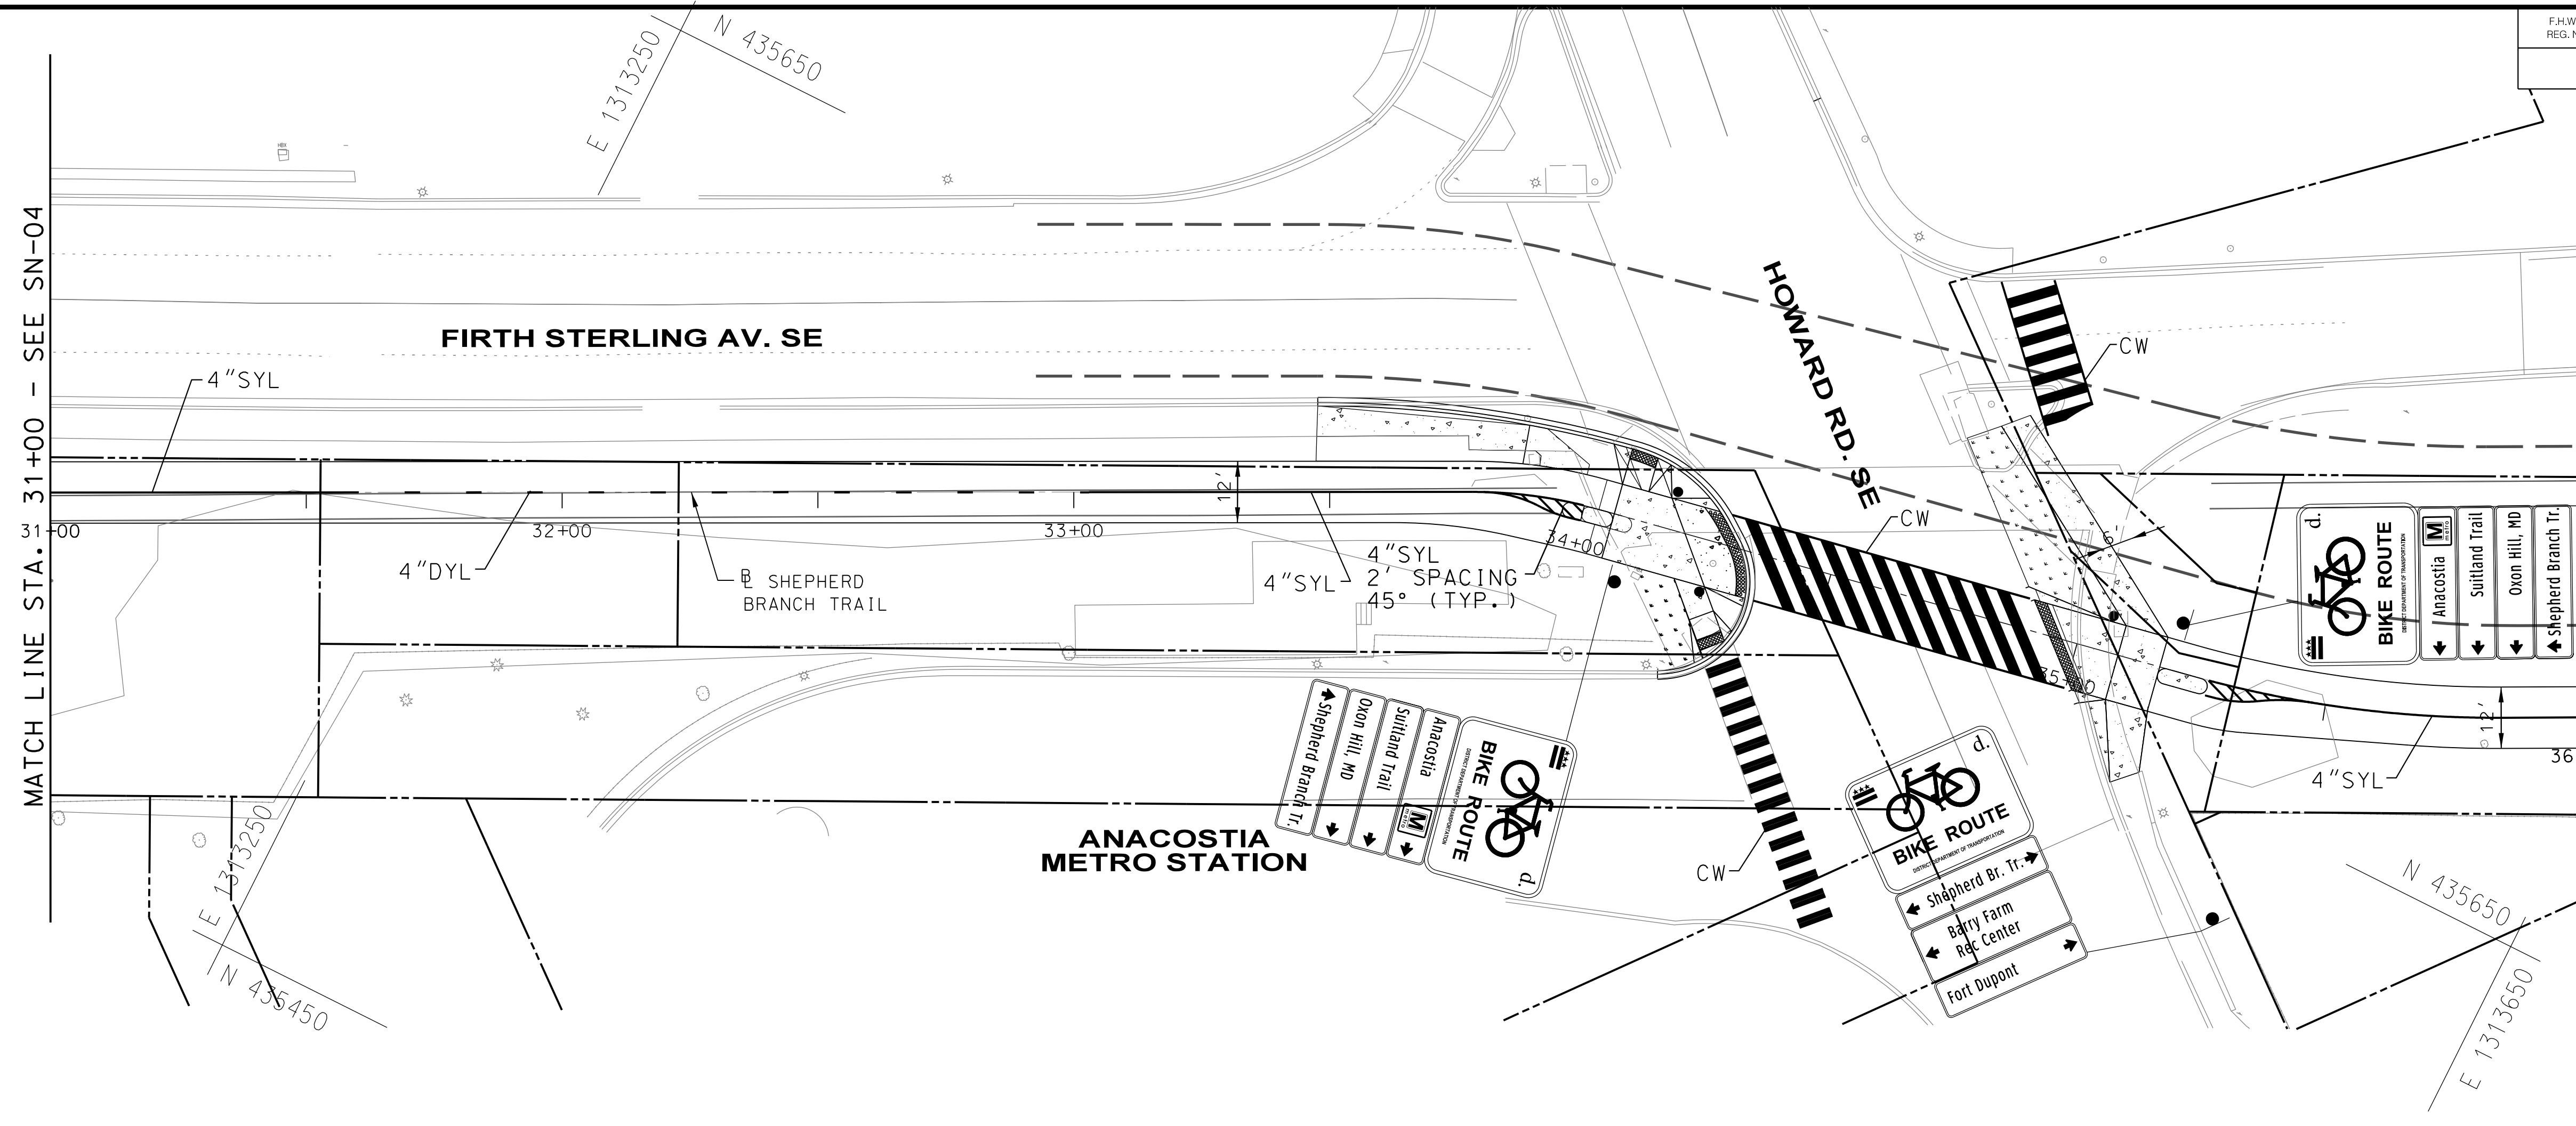 F.H.W
REG. N
E 1313250
N 435650
MATCH LINE STA. 31+00 - SEE SN-04
FIRTH STERLING AV. SE
HOWARD RD. SE
4"SYL
CW
CW
31+00
32+00
33+00
34+00
35+00
36
12'
6'
12'
4"DYL
BL SHEPHERD
BRANCH TRAIL
4"SYL
4"SYL
2' SPACING
45° (TYP.)
4"SYL
CW
ANACOSTIA
METRO STATION
d.
BIKE ROUTE
DISTRICT DEPARTMENT OF TRANSPORTATION
Anacostia
M
metro
Suitland Trail
Oxon Hill, MD
Shepherd Branch Tr.
d.
BIKE ROUTE
DISTRICT DEPARTMENT OF TRANSPORTATION
Anacostia
M
metro
Suitland Trail
Oxon Hill, MD
Shepherd Branch Tr.
d.
BIKE ROUTE
DISTRICT DEPARTMENT OF TRANSPORTATION
Shepherd Br. Tr.
Barry Farm
Rec Center
Fort Dupont
E 1313250
N 435450
N 435650
E 1313650